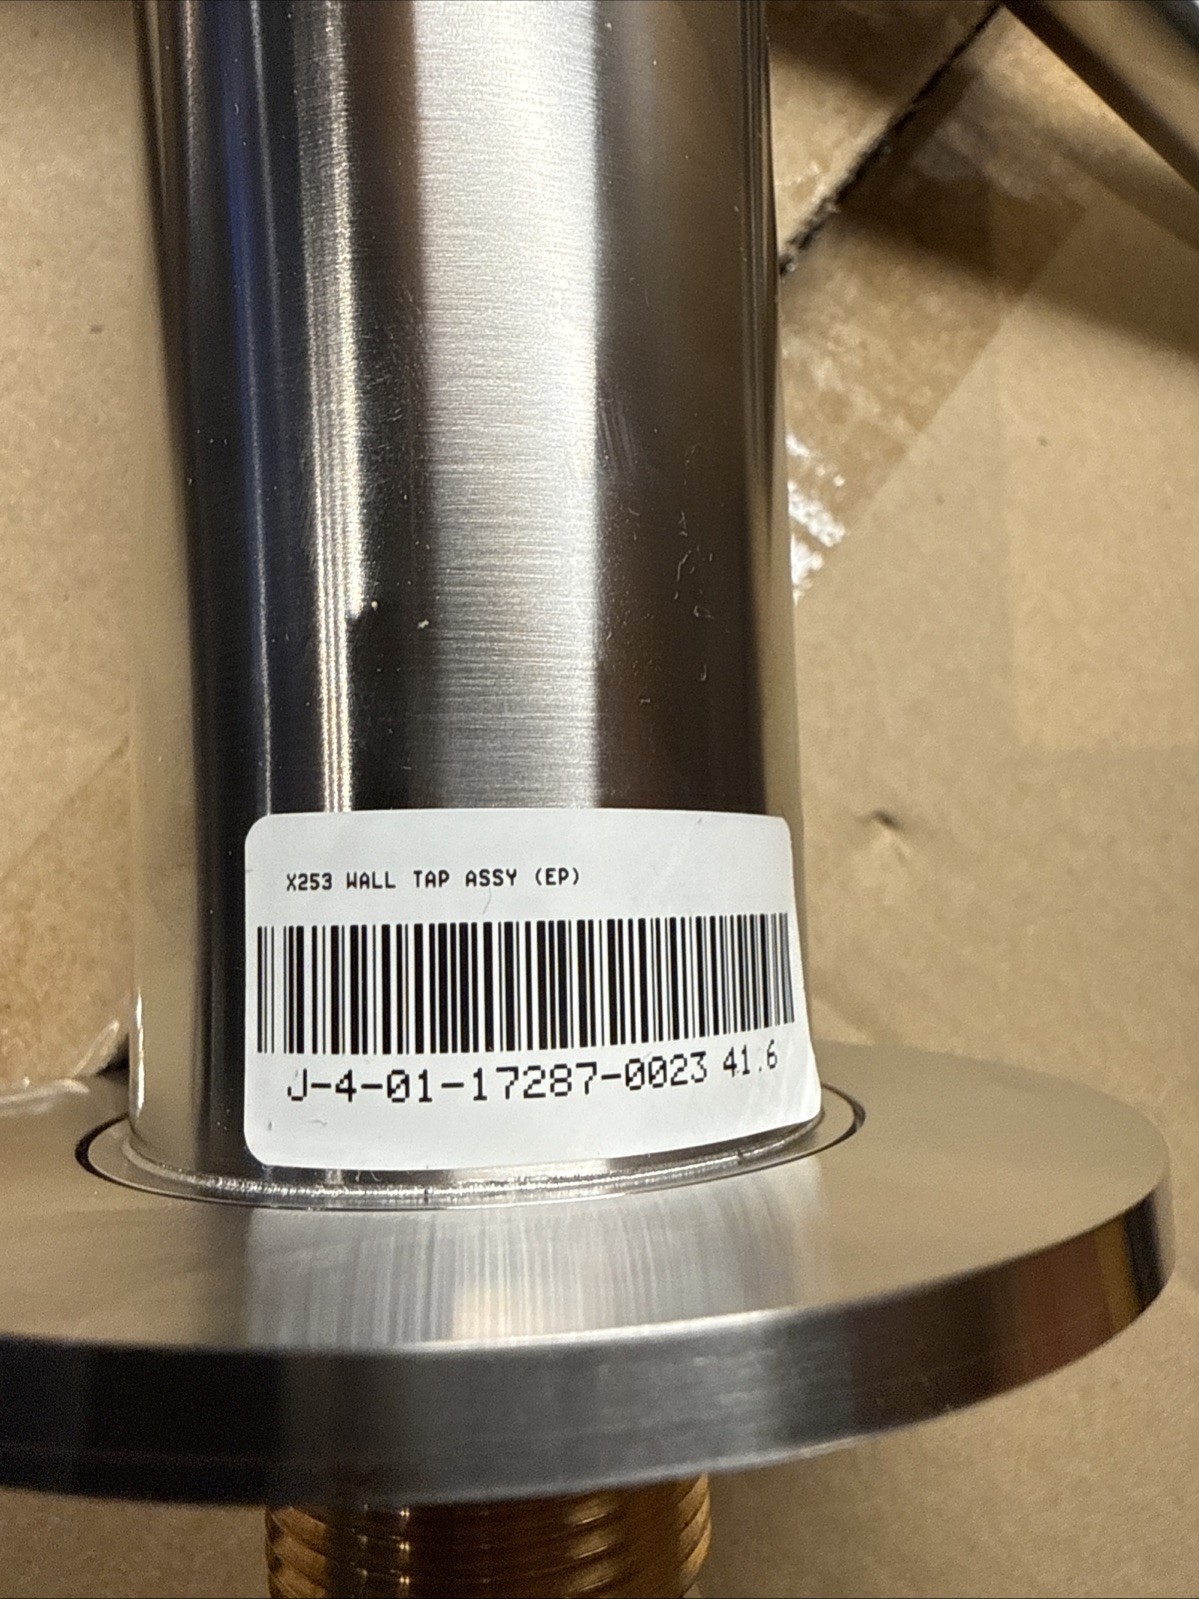 X253 WALL TAP ASSY (EP)
J-4-01-17287-0023 41.6